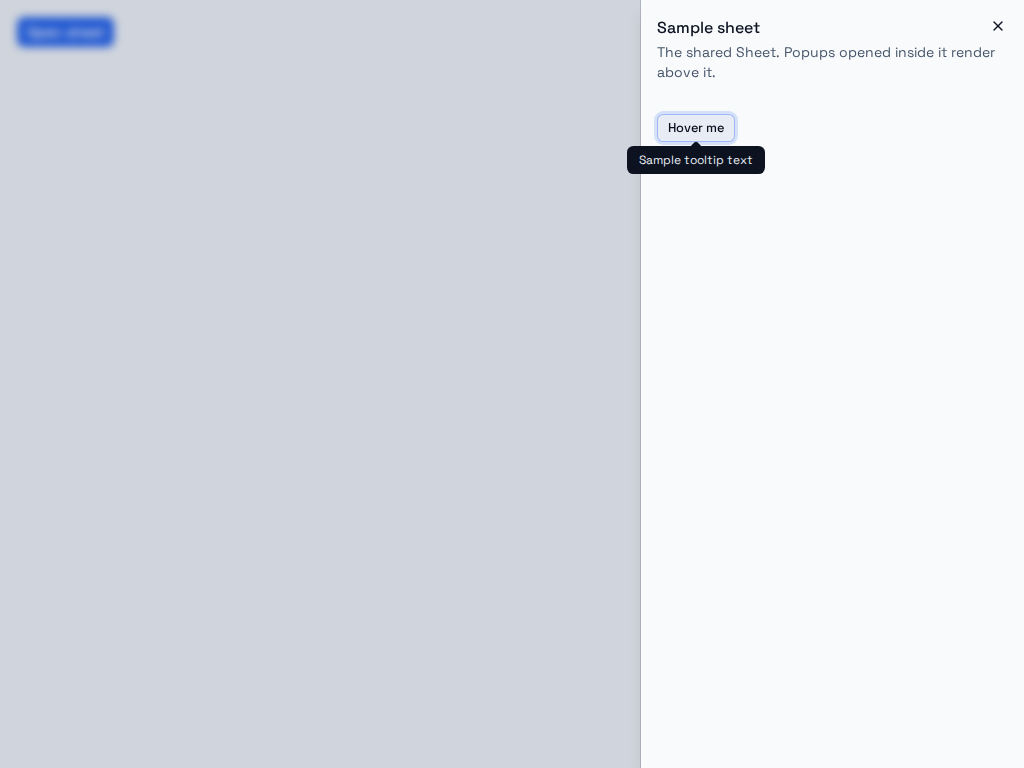 Sample sheet
The shared Sheet. Popups opened inside it render
above it.
Hover me
Sample tooltip text